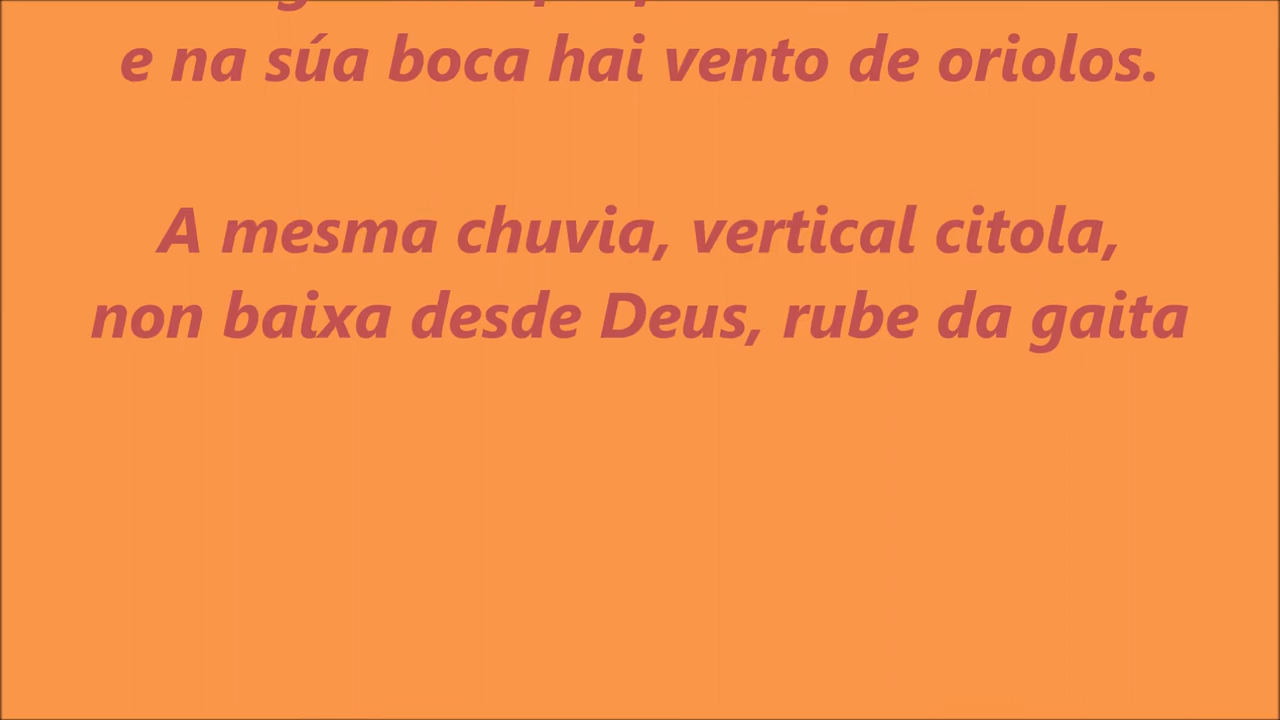 e na súa boca hai vento de oriolos.
A mesma chuvia, vertical citola,
non baixa desde Deus, rube da gaita